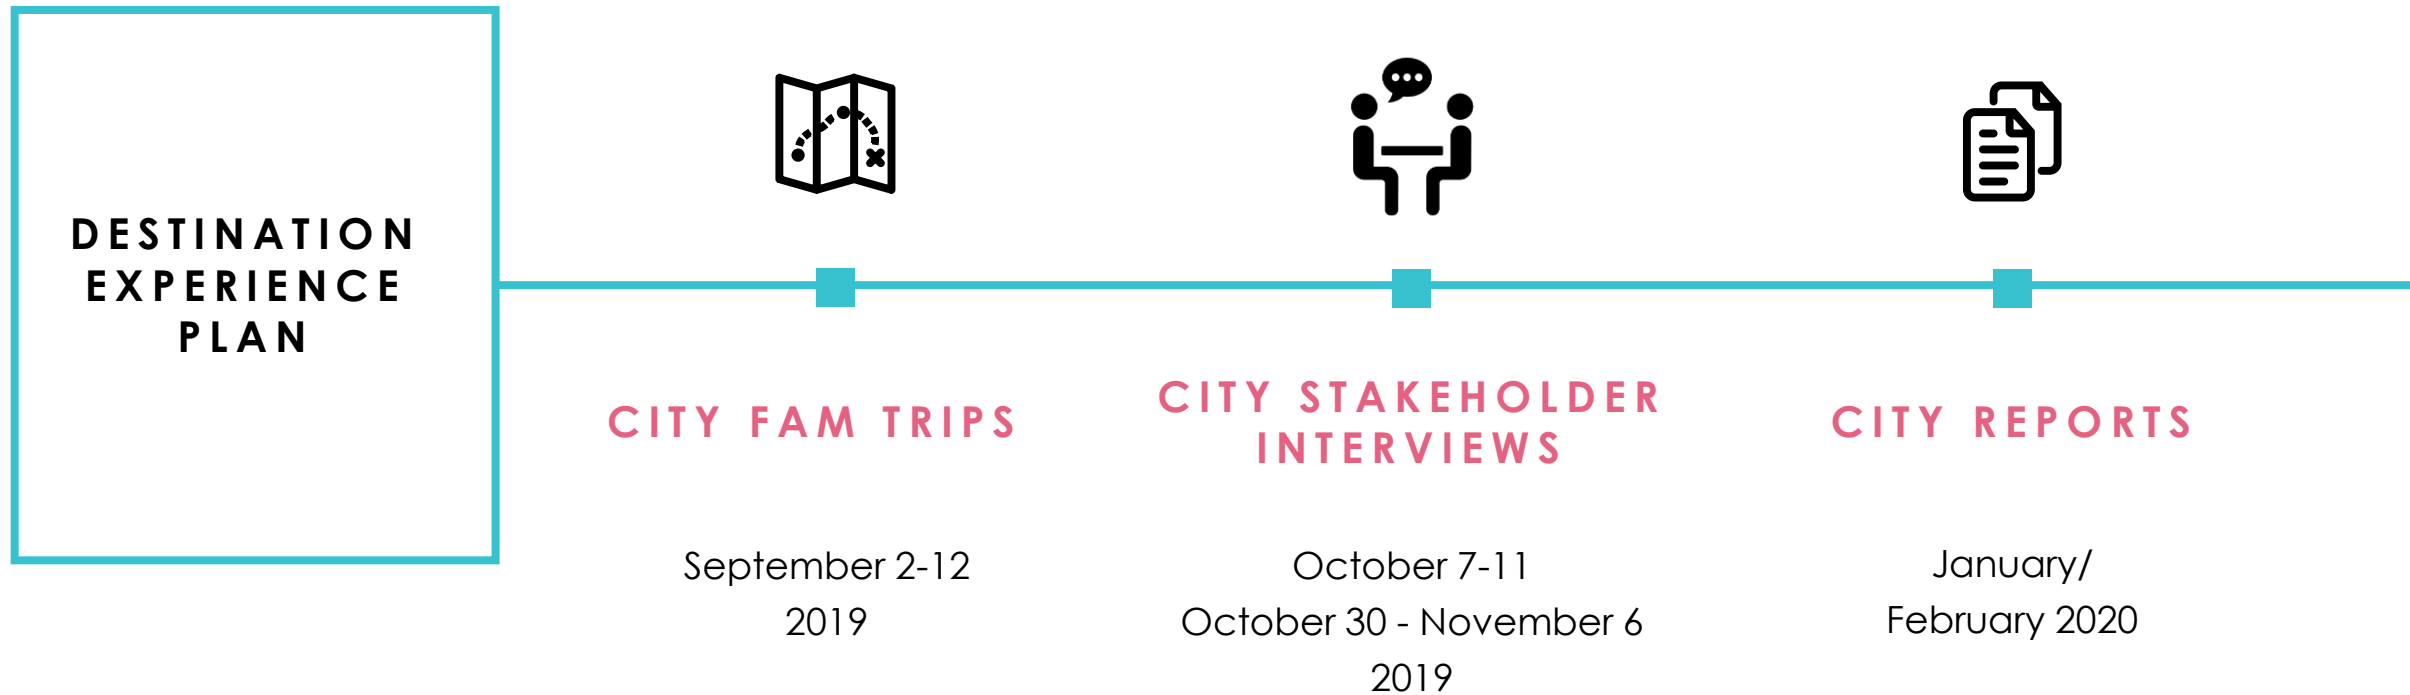 DESTINATION
EXPERIENCE
PLAN
CITY FAM TRIPS
September 2-12
2019
CITY STAKEHOLDER
INTERVIEWS
October 7-11
October 30 - November 6
2019
CITY REPORTS
January/
February 2020